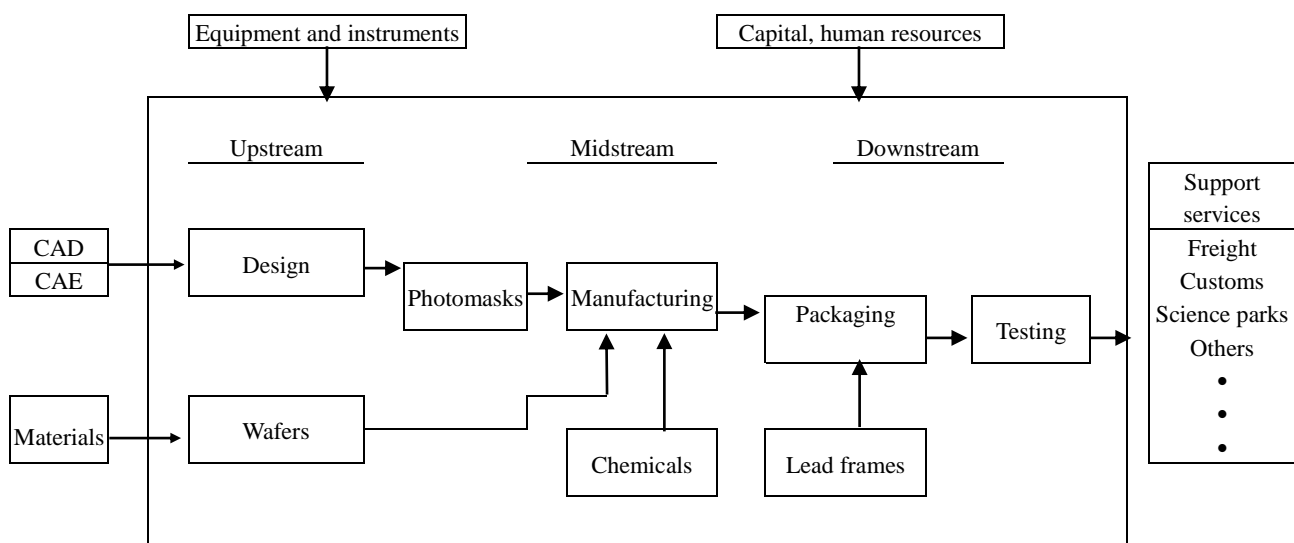 Equipment and instruments
Capital, human resources
Upstream
Midstream
Downstream
Support
services
Freight
Customs
Science parks
Others
CAD
CAE
Design
Photomasks
Manufacturing
Packaging
Testing
Materials
Wafers
Chemicals
Lead frames